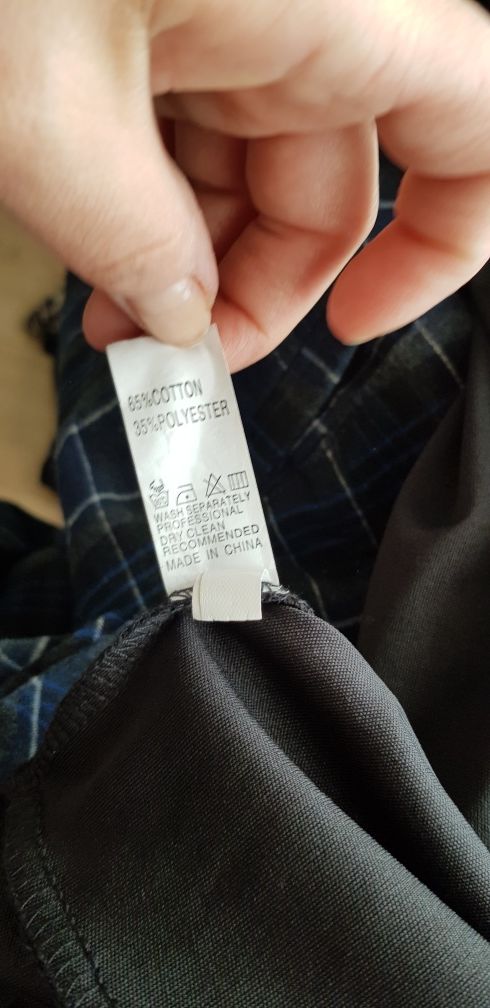 65%COTTON
35%POLYESTER
WASH SEPARATELY
PROFESSIONAL
DRY CLEAN
RECOMMENDED
MADE IN CHINA